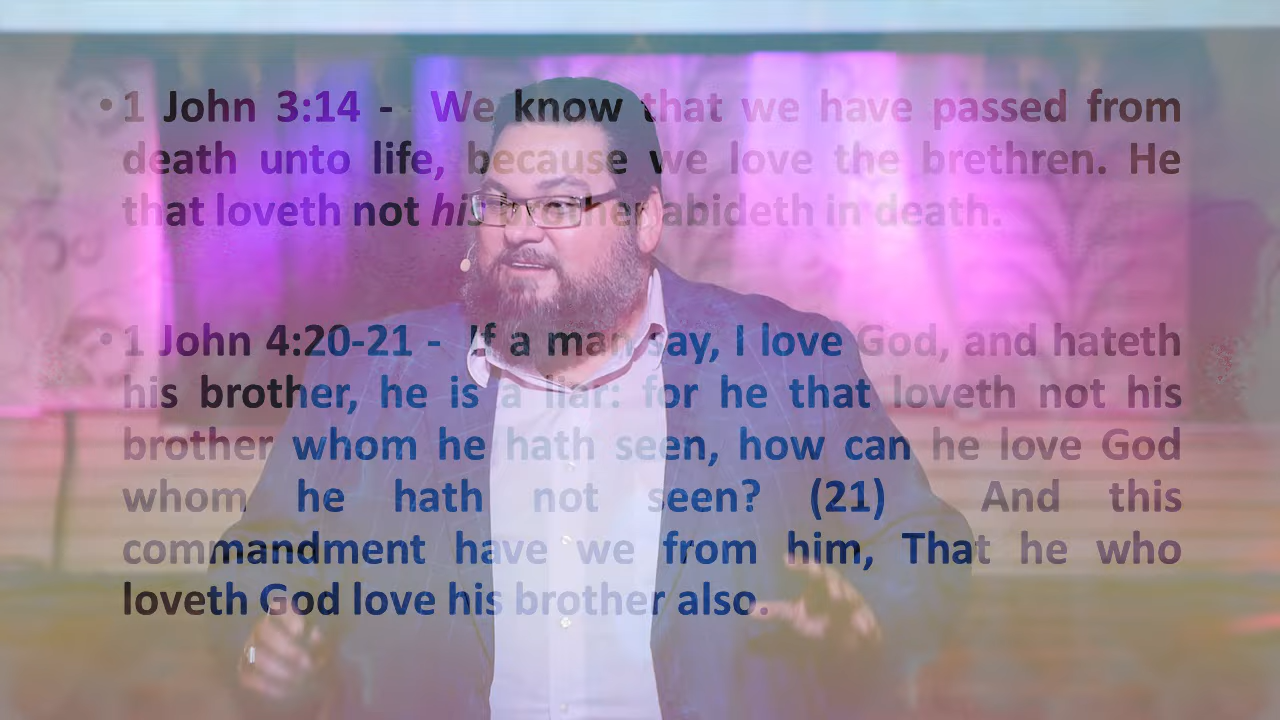 • 1 John 3:14 - We know that we have passed from
death unto life, because we love the brethren. He
that loveth not his abideth in death.
• 1 John 4:20-21 - If a man say, I love God, and hateth
his brother, he is a liar: for he that loveth not his
brother whom he hath seen, how can he love God
whom he hath not seen? (21) And this
commandment have we from him, That he who
loveth God love his brother also.